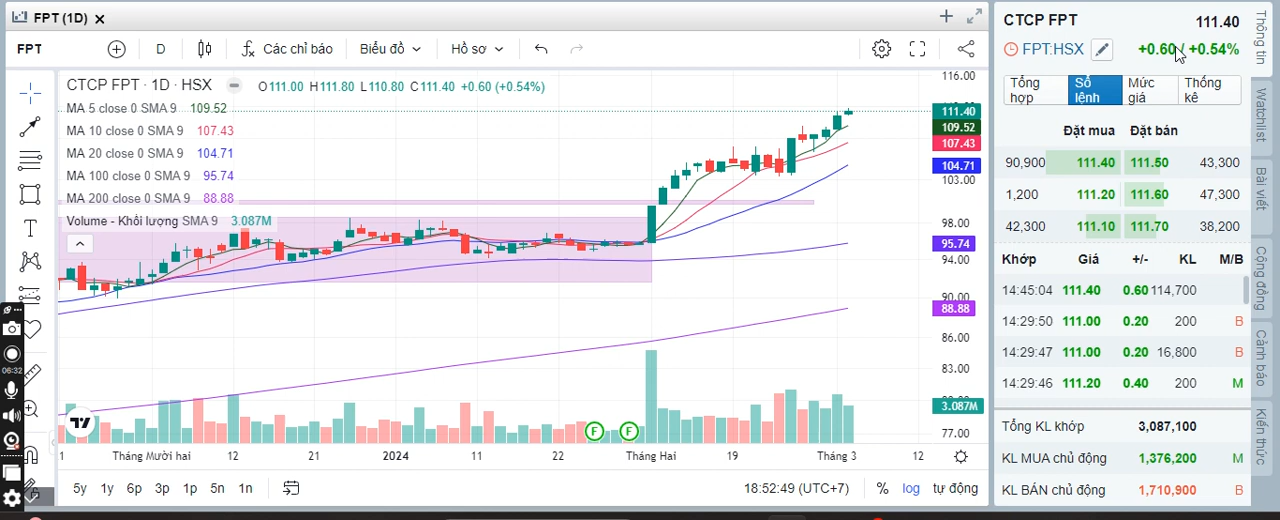 FPT (1D)
FPT D Các chỉ báo Biểu đồ Hồ sơ
CTCP FPT · 1D · HSX O111.00 H111.80 L110.80 C111.40 +0.60 (+0.54%)
MA 5 close 0 SMA 9 109.52
MA 10 close 0 SMA 9 107.43
MA 20 close 0 SMA 9 104.71
MA 100 close 0 SMA 9 95.74
MA 200 close 0 SMA 9 88.88
Volume - Khối lượng SMA 9 3.087M
116.00
111.40
109.52
107.43
104.71
103.00
98.00
95.74
94.00
90.00
88.88
86.00
83.00
3.087M
77.00
F F
1 Tháng Mười hai 12 21 2024 11 22 Tháng Hai 19 Tháng 3 12
5y 1y 6p 3p 1p 5n 1n 18:52:49 (UTC+7) % log tự động
06:32
CTCP FPT 111.40
FPT:HSX +0.60 / +0.54%
Tổng hợp Sổ lệnh Mức giá Thống kê
Đặt mua Đặt bán
90,900 111.40 111.50 43,300
1,200 111.20 111.60 47,300
42,300 111.10 111.70 38,200
Khớp Giá +/- KL M/B
14:45:04 111.40 0.60 114,700
14:29:50 111.00 0.20 200 B
14:29:47 111.00 0.20 16,800 B
14:29:46 111.20 0.40 200 M
Tổng KL khớp 3,087,100
KL MUA chủ động 1,376,200 M
KL BÁN chủ động 1,710,900 B
Thông tin
Watchlist
Bài viết
Cộng đồng
Cảnh báo
Kiến thức